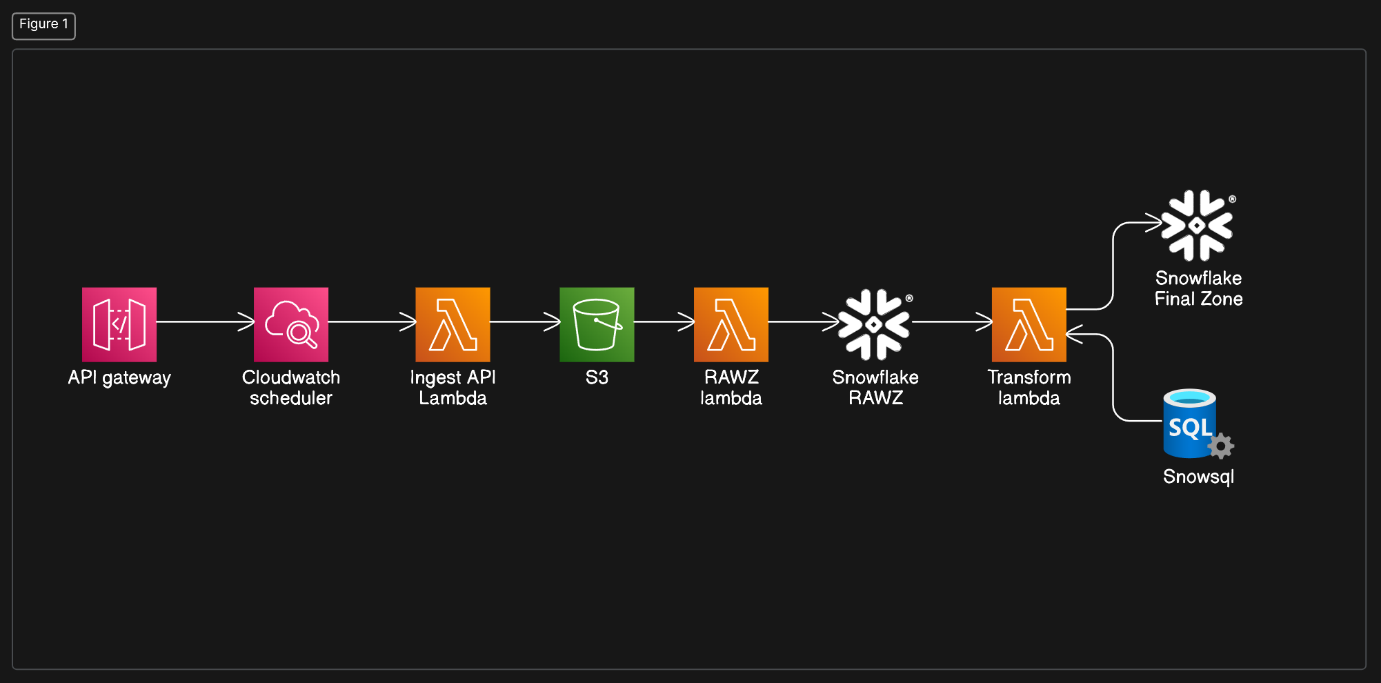 Figure 1
API gateway
Cloudwatch
scheduler
Ingest API
Lambda
S3
RAWZ
lambda
®
Snowflake
RAWZ
Transform
lambda
®
Snowflake
Final Zone
SQL
Snowsql